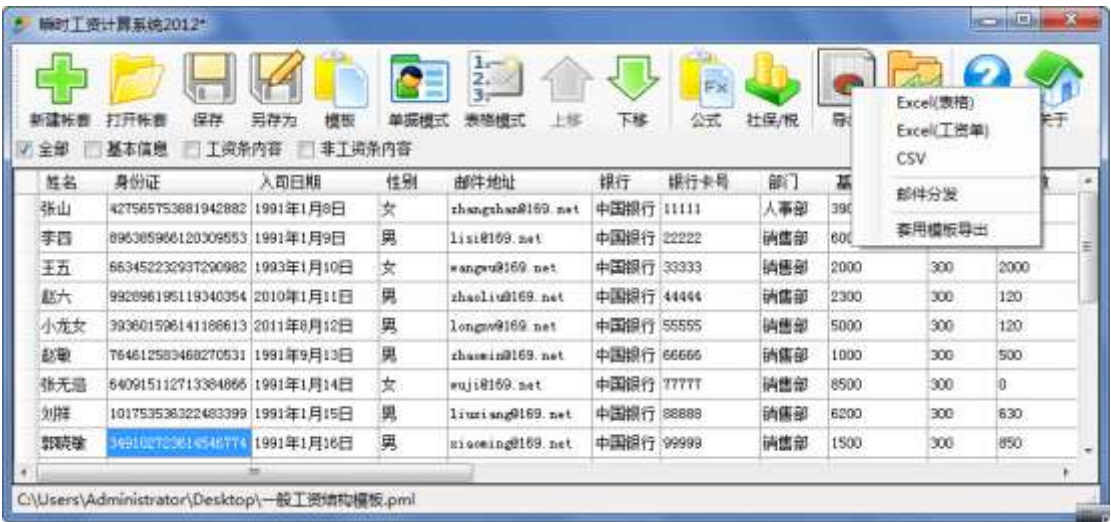 瞬时工资计算系统2012*
新建帐套 打开帐套 保存 另存为 模板 单据模式 表格模式 上移 下移 公式 社保/税 导 关于
Excel(表格)
Excel(工资单)
CSV
邮件分发
套用模板导出
全部 基本信息 工资条内容 非工资条内容
姓名 身份证 入司日期 性别 邮件地址 银行 银行卡号 部门 基
张山 427565753881942882 1991年1月8日 女 zhangshan@169.net 中国银行 11111 人事部 390
李四 896385966120309553 1991年1月9日 男 lisi@169.net 中国银行 22222 销售部 600
王五 663452232937290982 1993年1月10日 女 wangwu@169.net 中国银行 33333 销售部 2000 300 2000
赵六 992896195119340354 2010年1月11日 男 zhaoliu@169.net 中国银行 44444 销售部 2300 300 120
小龙女 393601596141186613 2011年8月12日 男 longnv@169.net 中国银行 55555 销售部 5000 300 120
赵敏 764612583468270531 1991年9月13日 男 zhaomin@169.net 中国银行 66666 销售部 1000 300 500
张无忌 640915112713384866 1991年1月14日 女 wuji@169.net 中国银行 77777 销售部 8500 300 0
刘祥 101753536322483399 1991年1月15日 男 liuxiang@169.net 中国银行 88888 销售部 6200 300 630
郭晓敏 349102723614546774 1991年1月16日 男 xiaoming@169.net 中国银行 99999 销售部 1500 300 850
C:\Users\Administrator\Desktop\一般工资结构模板.pml